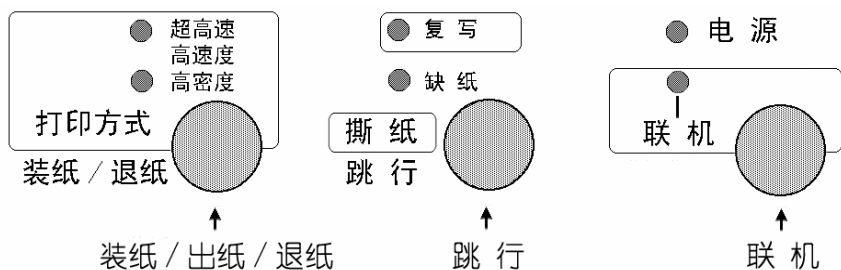 超高速
高速度
高密度
打印方式
装纸／退纸
装纸／出纸／退纸
复写
缺纸
撕纸
跳行
跳行
电源
联机
联机